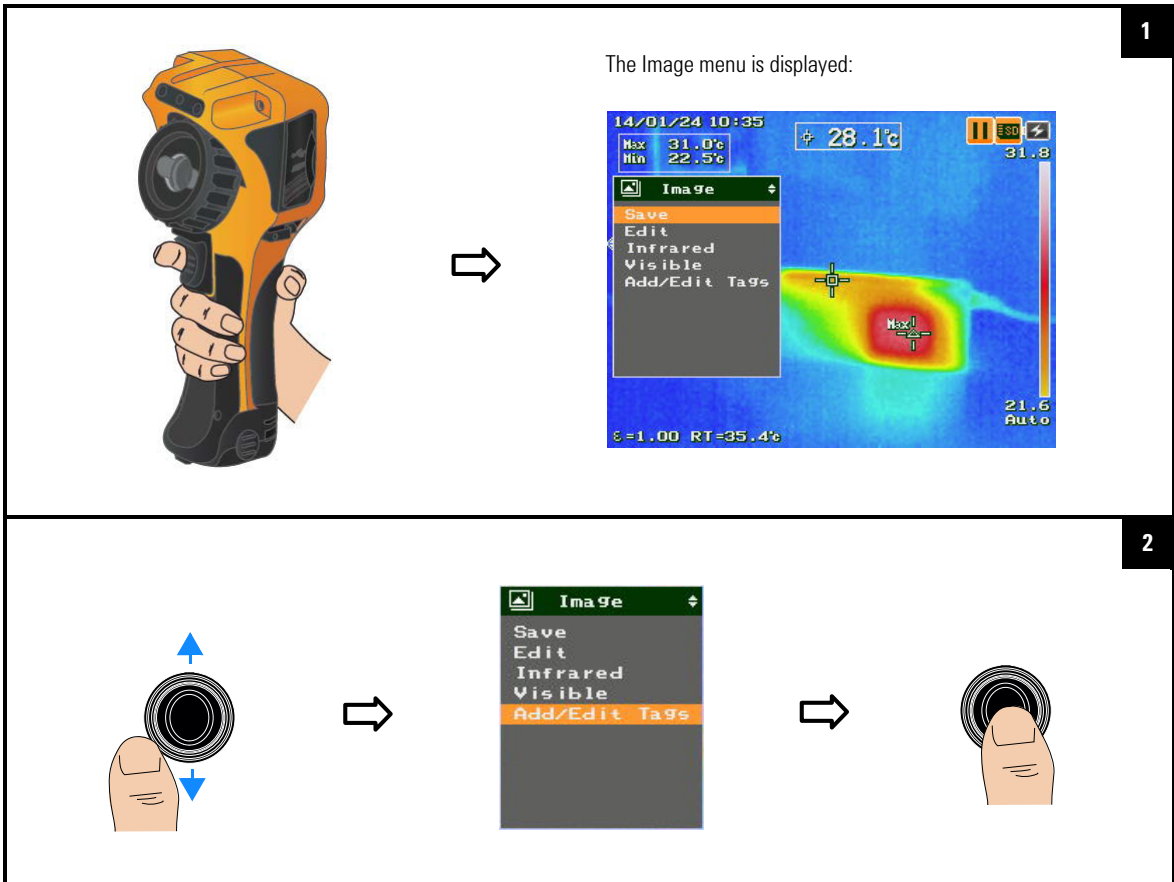 1
The Image menu is displayed:
14/01/24 10:35
Max 31.0℃
Min 22.5℃
28.1℃
SD
31.8
Image
Save
Edit
Infrared
Visible
Add/Edit Tags
Max
21.6
Auto
ε=1.00 RT=35.4℃
2
Image
Save
Edit
Infrared
Visible
Add/Edit Tags